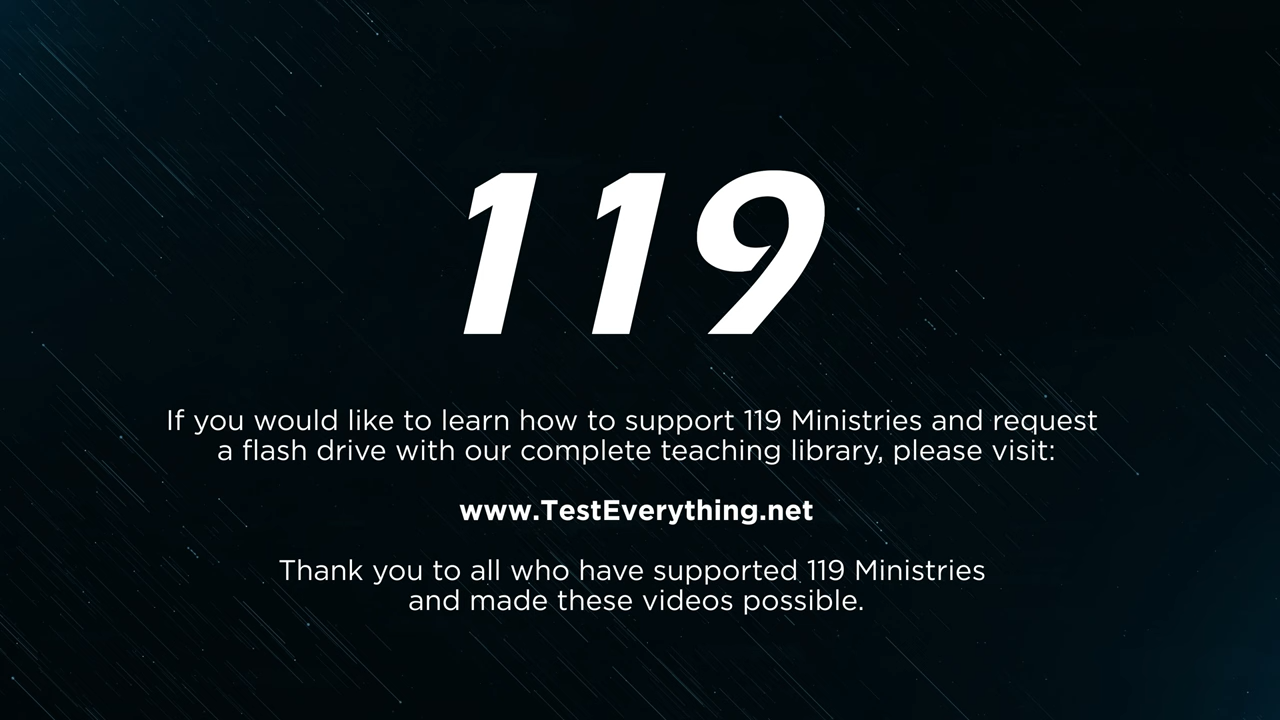 119
If you would like to learn how to support 119 Ministries and request
a flash drive with our complete teaching library, please visit:
www.TestEverything.net
Thank you to all who have supported 119 Ministries
and made these videos possible.